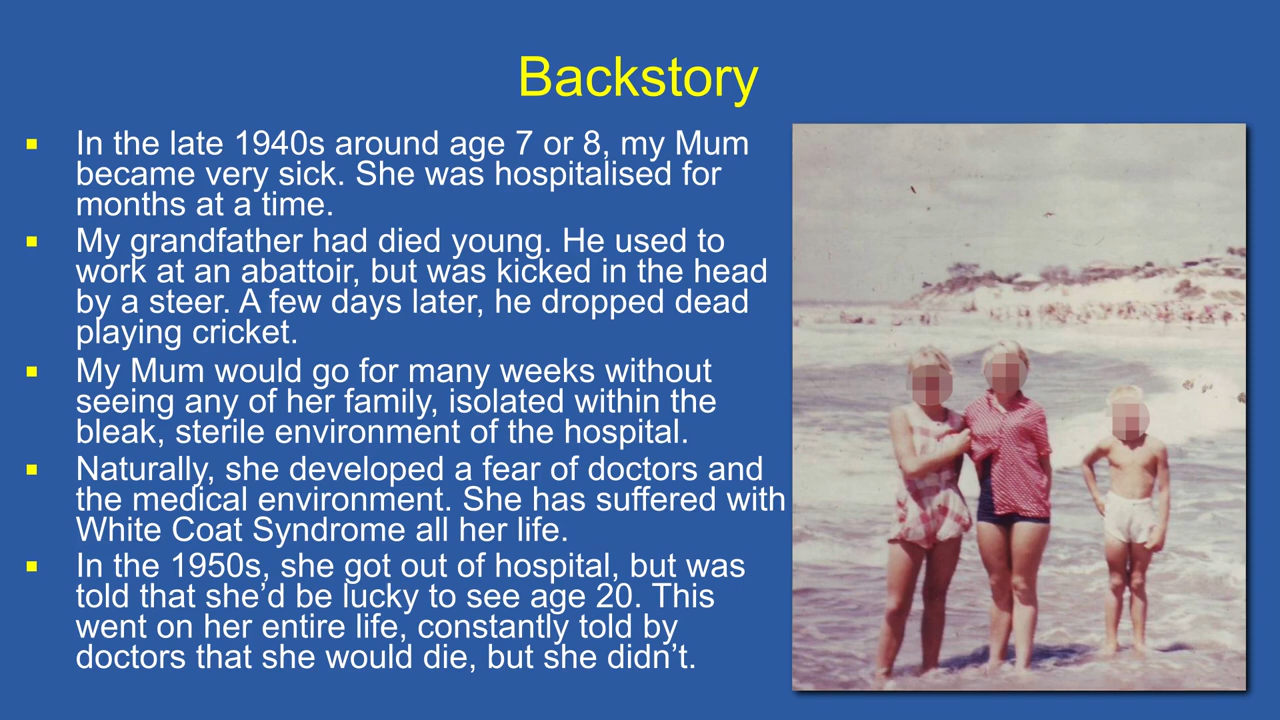 Backstory
▪ In the late 1940s around age 7 or 8, my Mum
became very sick. She was hospitalised for
months at a time.
▪ My grandfather had died young. He used to
work at an abattoir, but was kicked in the head
by a steer. A few days later, he dropped dead
playing cricket.
▪ My Mum would go for many weeks without
seeing any of her family, isolated within the
bleak, sterile environment of the hospital.
▪ Naturally, she developed a fear of doctors and
the medical environment. She has suffered with
White Coat Syndrome all her life.
▪ In the 1950s, she got out of hospital, but was
told that she’d be lucky to see age 20. This
went on her entire life, constantly told by
doctors that she would die, but she didn’t.